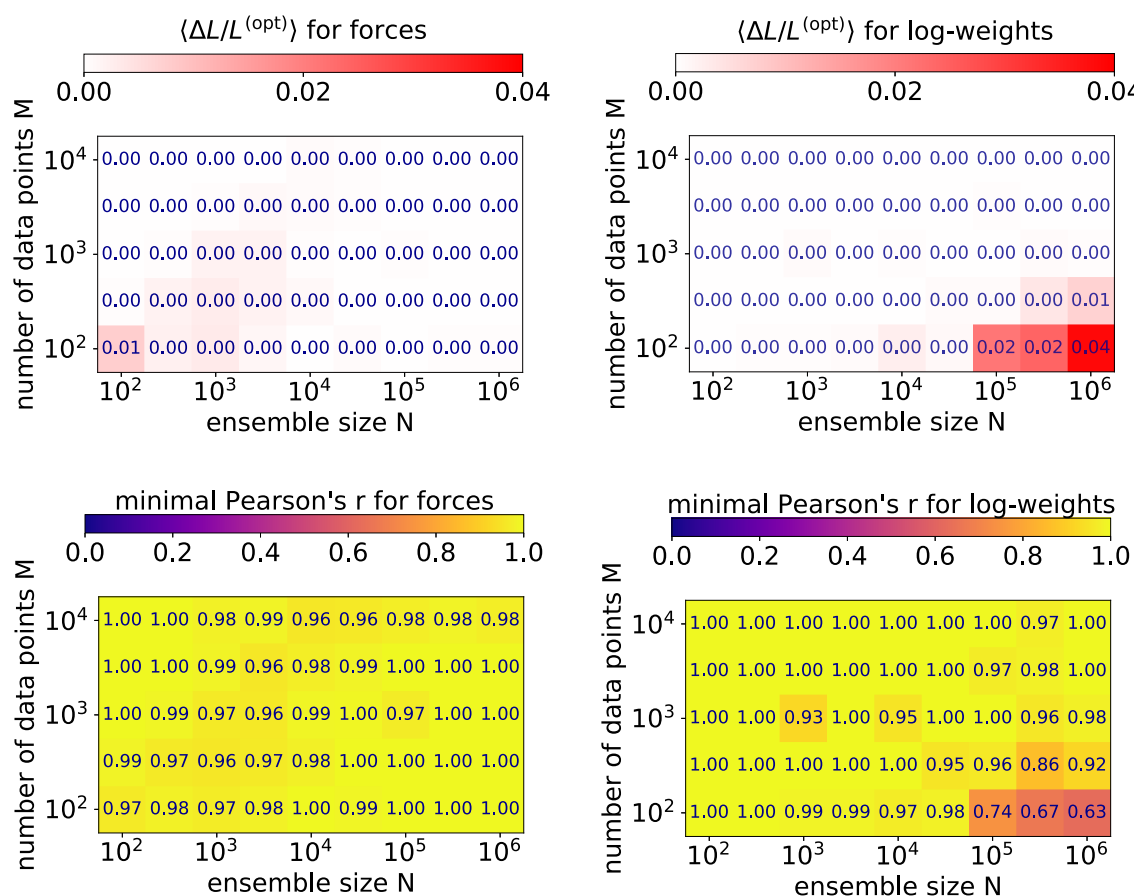 ⟨ΔL/L^(opt)⟩ for forces
0.00 0.02 0.04
number of data points M
10^4 0.00 0.00 0.00 0.00 0.00 0.00 0.00 0.00 0.00
0.00 0.00 0.00 0.00 0.00 0.00 0.00 0.00 0.00
10^3 0.00 0.00 0.00 0.00 0.00 0.00 0.00 0.00 0.00
0.00 0.00 0.00 0.00 0.00 0.00 0.00 0.00 0.00
10^2 0.01 0.00 0.00 0.00 0.00 0.00 0.00 0.00 0.00
10^2 10^3 10^4 10^5 10^6
ensemble size N
⟨ΔL/L^(opt)⟩ for log-weights
0.00 0.02 0.04
number of data points M
10^4 0.00 0.00 0.00 0.00 0.00 0.00 0.00 0.00 0.00
0.00 0.00 0.00 0.00 0.00 0.00 0.00 0.00 0.00
10^3 0.00 0.00 0.00 0.00 0.00 0.00 0.00 0.00 0.00
0.00 0.00 0.00 0.00 0.00 0.00 0.00 0.00 0.01
10^2 0.00 0.00 0.00 0.00 0.00 0.00 0.02 0.02 0.04
10^2 10^3 10^4 10^5 10^6
ensemble size N
minimal Pearson's r for forces
0.0 0.2 0.4 0.6 0.8 1.0
number of data points M
10^4 1.00 1.00 0.98 0.99 0.96 0.96 0.98 0.98 0.98
1.00 1.00 0.99 0.96 0.98 0.99 1.00 1.00 1.00
10^3 1.00 0.99 0.97 0.96 0.99 1.00 0.97 1.00 1.00
0.99 0.97 0.96 0.97 0.98 1.00 1.00 1.00 1.00
10^2 0.97 0.98 0.97 0.98 1.00 0.99 1.00 1.00 1.00
10^2 10^3 10^4 10^5 10^6
ensemble size N
minimal Pearson's r for log-weights
0.0 0.2 0.4 0.6 0.8 1.0
number of data points M
10^4 1.00 1.00 1.00 1.00 1.00 1.00 1.00 0.97 1.00
1.00 1.00 1.00 1.00 1.00 1.00 0.97 0.98 1.00
10^3 1.00 1.00 0.93 1.00 0.95 1.00 1.00 0.96 0.98
1.00 1.00 1.00 1.00 1.00 0.95 0.96 0.86 0.92
10^2 1.00 1.00 0.99 0.99 0.97 0.98 0.74 0.67 0.63
10^2 10^3 10^4 10^5 10^6
ensemble size N